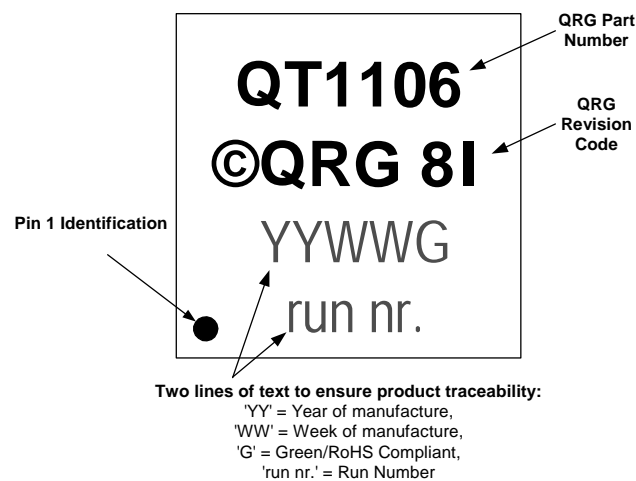 QRG Part
Number
QT1106
QRG
Revision
Code
©QRG 8I
Pin 1 Identification
YYWWG
run nr.
Two lines of text to ensure product traceability:
'YY' = Year of manufacture,
'WW' = Week of manufacture,
'G' = Green/RoHS Compliant,
'run nr.' = Run Number